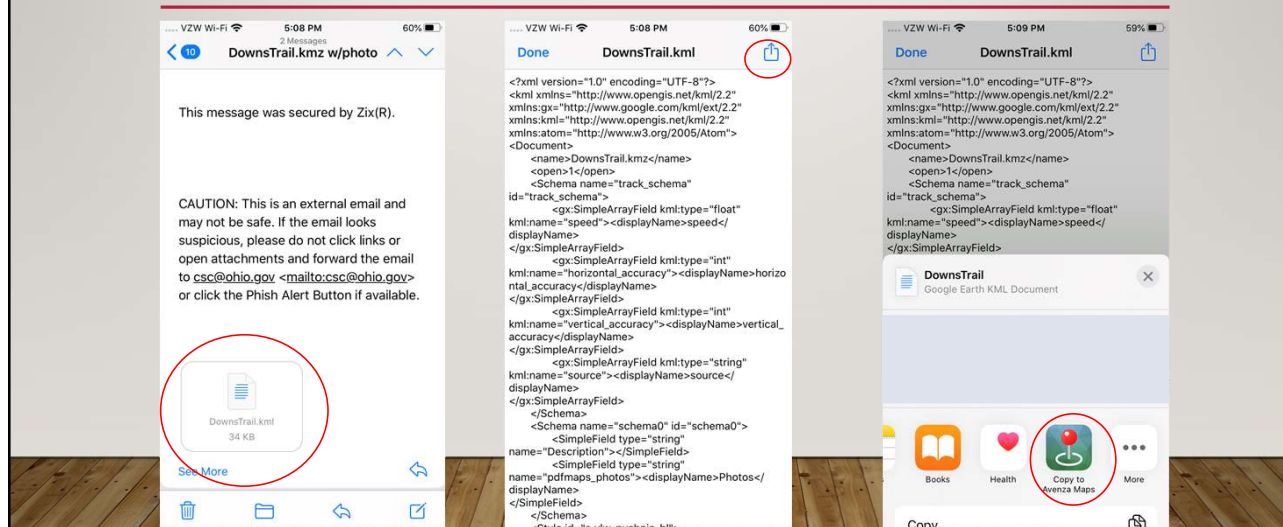 .... VZW Wi-Fi 5:08 PM 60%
10
2 Messages
DownsTrail.kmz w/photo
This message was secured by Zix(R).
CAUTION: This is an external email and
may not be safe. If the email looks
suspicious, please do not click links or
open attachments and forward the email
to csc@ohio.gov <mailto:csc@ohio.gov>
or click the Phish Alert Button if available.
DownsTrail.kml
34 KB
See More
.... VZW Wi-Fi 5:08 PM 60%
Done DownsTrail.kml
<?xml version="1.0" encoding="UTF-8"?>
<kml xmlns="http://www.opengis.net/kml/2.2"
xmlns:gx="http://www.google.com/kml/ext/2.2"
xmlns:kml="http://www.opengis.net/kml/2.2"
xmlns:atom="http://www.w3.org/2005/Atom">
<Document>
<name>DownsTrail.kmz</name>
<open>1</open>
<Schema name="track_schema"
id="track_schema">
<gx:SimpleArrayField kml:type="float"
kml:name="speed"><displayName>speed</
displayName>
</gx:SimpleArrayField>
<gx:SimpleArrayField kml:type="int"
kml:name="horizontal_accuracy"><displayName>horizo
ntal_accuracy</displayName>
</gx:SimpleArrayField>
<gx:SimpleArrayField kml:type="int"
kml:name="vertical_accuracy"><displayName>vertical_
accuracy</displayName>
</gx:SimpleArrayField>
<gx:SimpleArrayField kml:type="string"
kml:name="source"><displayName>source</
displayName>
</gx:SimpleArrayField>
</Schema>
<Schema name="schema0" id="schema0">
<SimpleField type="string"
name="Description"></SimpleField>
<SimpleField type="string"
name="pdfmaps_photos"><displayName>Photos</
displayName>
</SimpleField>
</Schema>
.... VZW Wi-Fi 5:09 PM 59%
Done DownsTrail.kml
<?xml version="1.0" encoding="UTF-8"?>
<kml xmlns="http://www.opengis.net/kml/2.2"
xmlns:gx="http://www.google.com/kml/ext/2.2"
xmlns:kml="http://www.opengis.net/kml/2.2"
xmlns:atom="http://www.w3.org/2005/Atom">
<Document>
<name>DownsTrail.kmz</name>
<open>1</open>
<Schema name="track_schema"
id="track_schema">
<gx:SimpleArrayField kml:type="float"
kml:name="speed"><displayName>speed</
displayName>
</gx:SimpleArrayField>
DownsTrail
Google Earth KML Document
Books
Health
Copy to
Avenza Maps
More
Copy